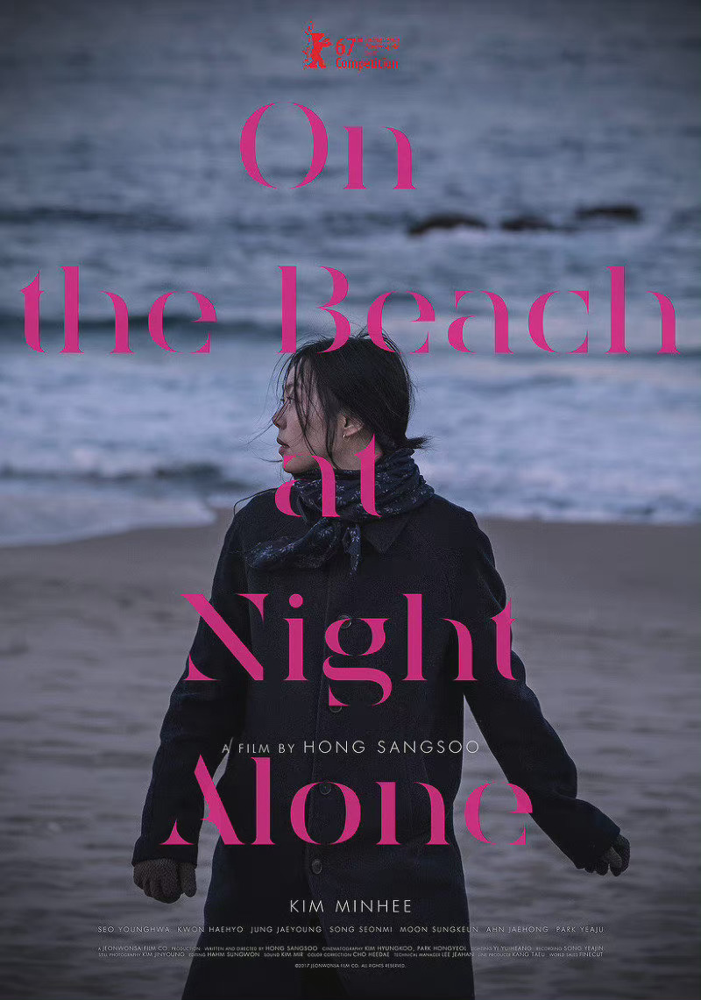 67
Competition
On
the Beach
at
Night
A FILM BY HONG SANGSOO
Alone
KIM MINHEE
SEO YOUNGHWA KWON HAEHYO JUNG JAEYOUNG SONG SEONMI MOON SUNGKEUN AHN JAEHONG PARK YEAJU
A JEONWONSA FILM CO. PRODUCTION WRITTEN AND DIRECTED BY HONG SANGSOO CINEMATOGRAPHY KIM HYUNGKOO, PARK HONGYEOL LIGHTING YI YUIHEANG RECORDING SONG YEAJIN
STILL PHOTOGRAPHY KIM JINYOUNG EDITING HAHM SUNGWON SOUND KIM MIR COLOR CORRECTION CHO HEEDAE TECHNICAL MANAGER LEE JEAHAN LINE PRODUCER KANG TAEU WORLD SALES FINECUT
©2017 JEONWONSA FILM CO. ALL RIGHTS RESERVED.